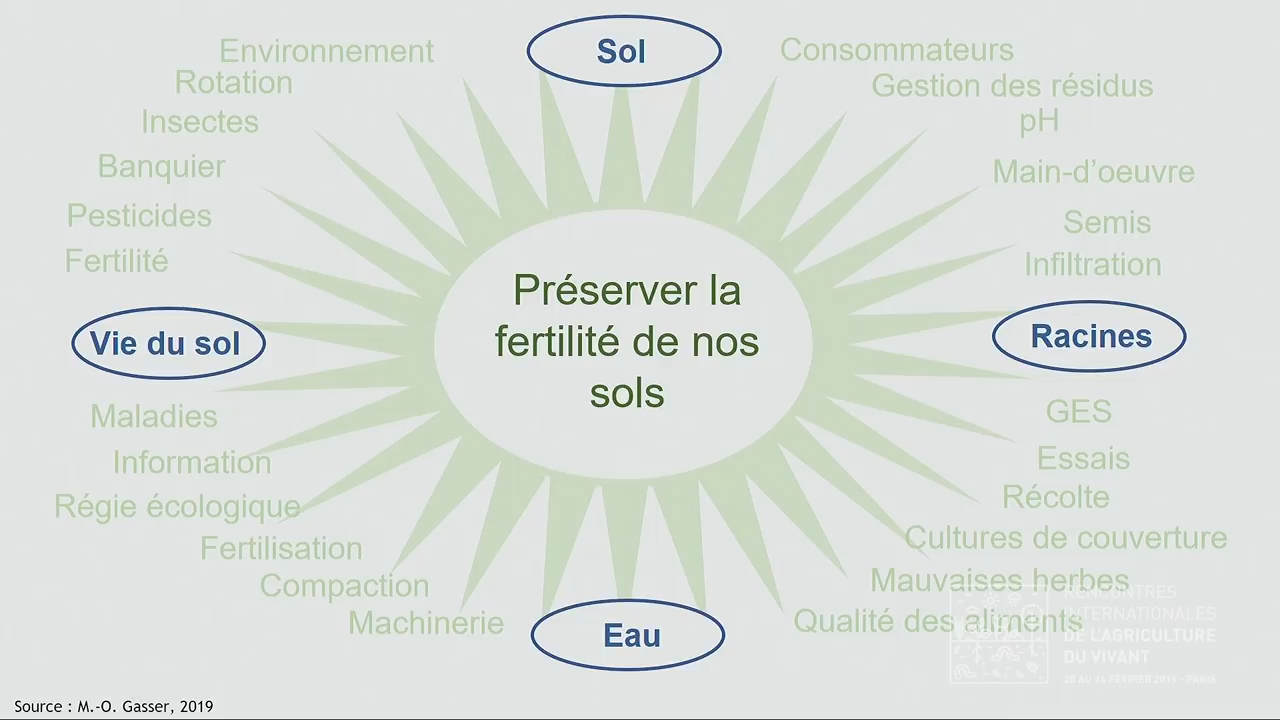 Environnement
Sol
Consommateurs
Rotation
Gestion des résidus
Insectes
pH
Banquier
Main-d’oeuvre
Pesticides
Semis
Fertilité
Infiltration
Préserver la
fertilité de nos
sols
Vie du sol
Racines
Maladies
GES
Information
Essais
Régie écologique
Récolte
Fertilisation
Cultures de couverture
Compaction
Mauvaises herbes
Machinerie
Qualité des aliments
Eau
RENCONTRES
INTERNATIONALES
DE L'AGRICULTURE
DU VIVANT
Source : M.-O. Gasser, 2019